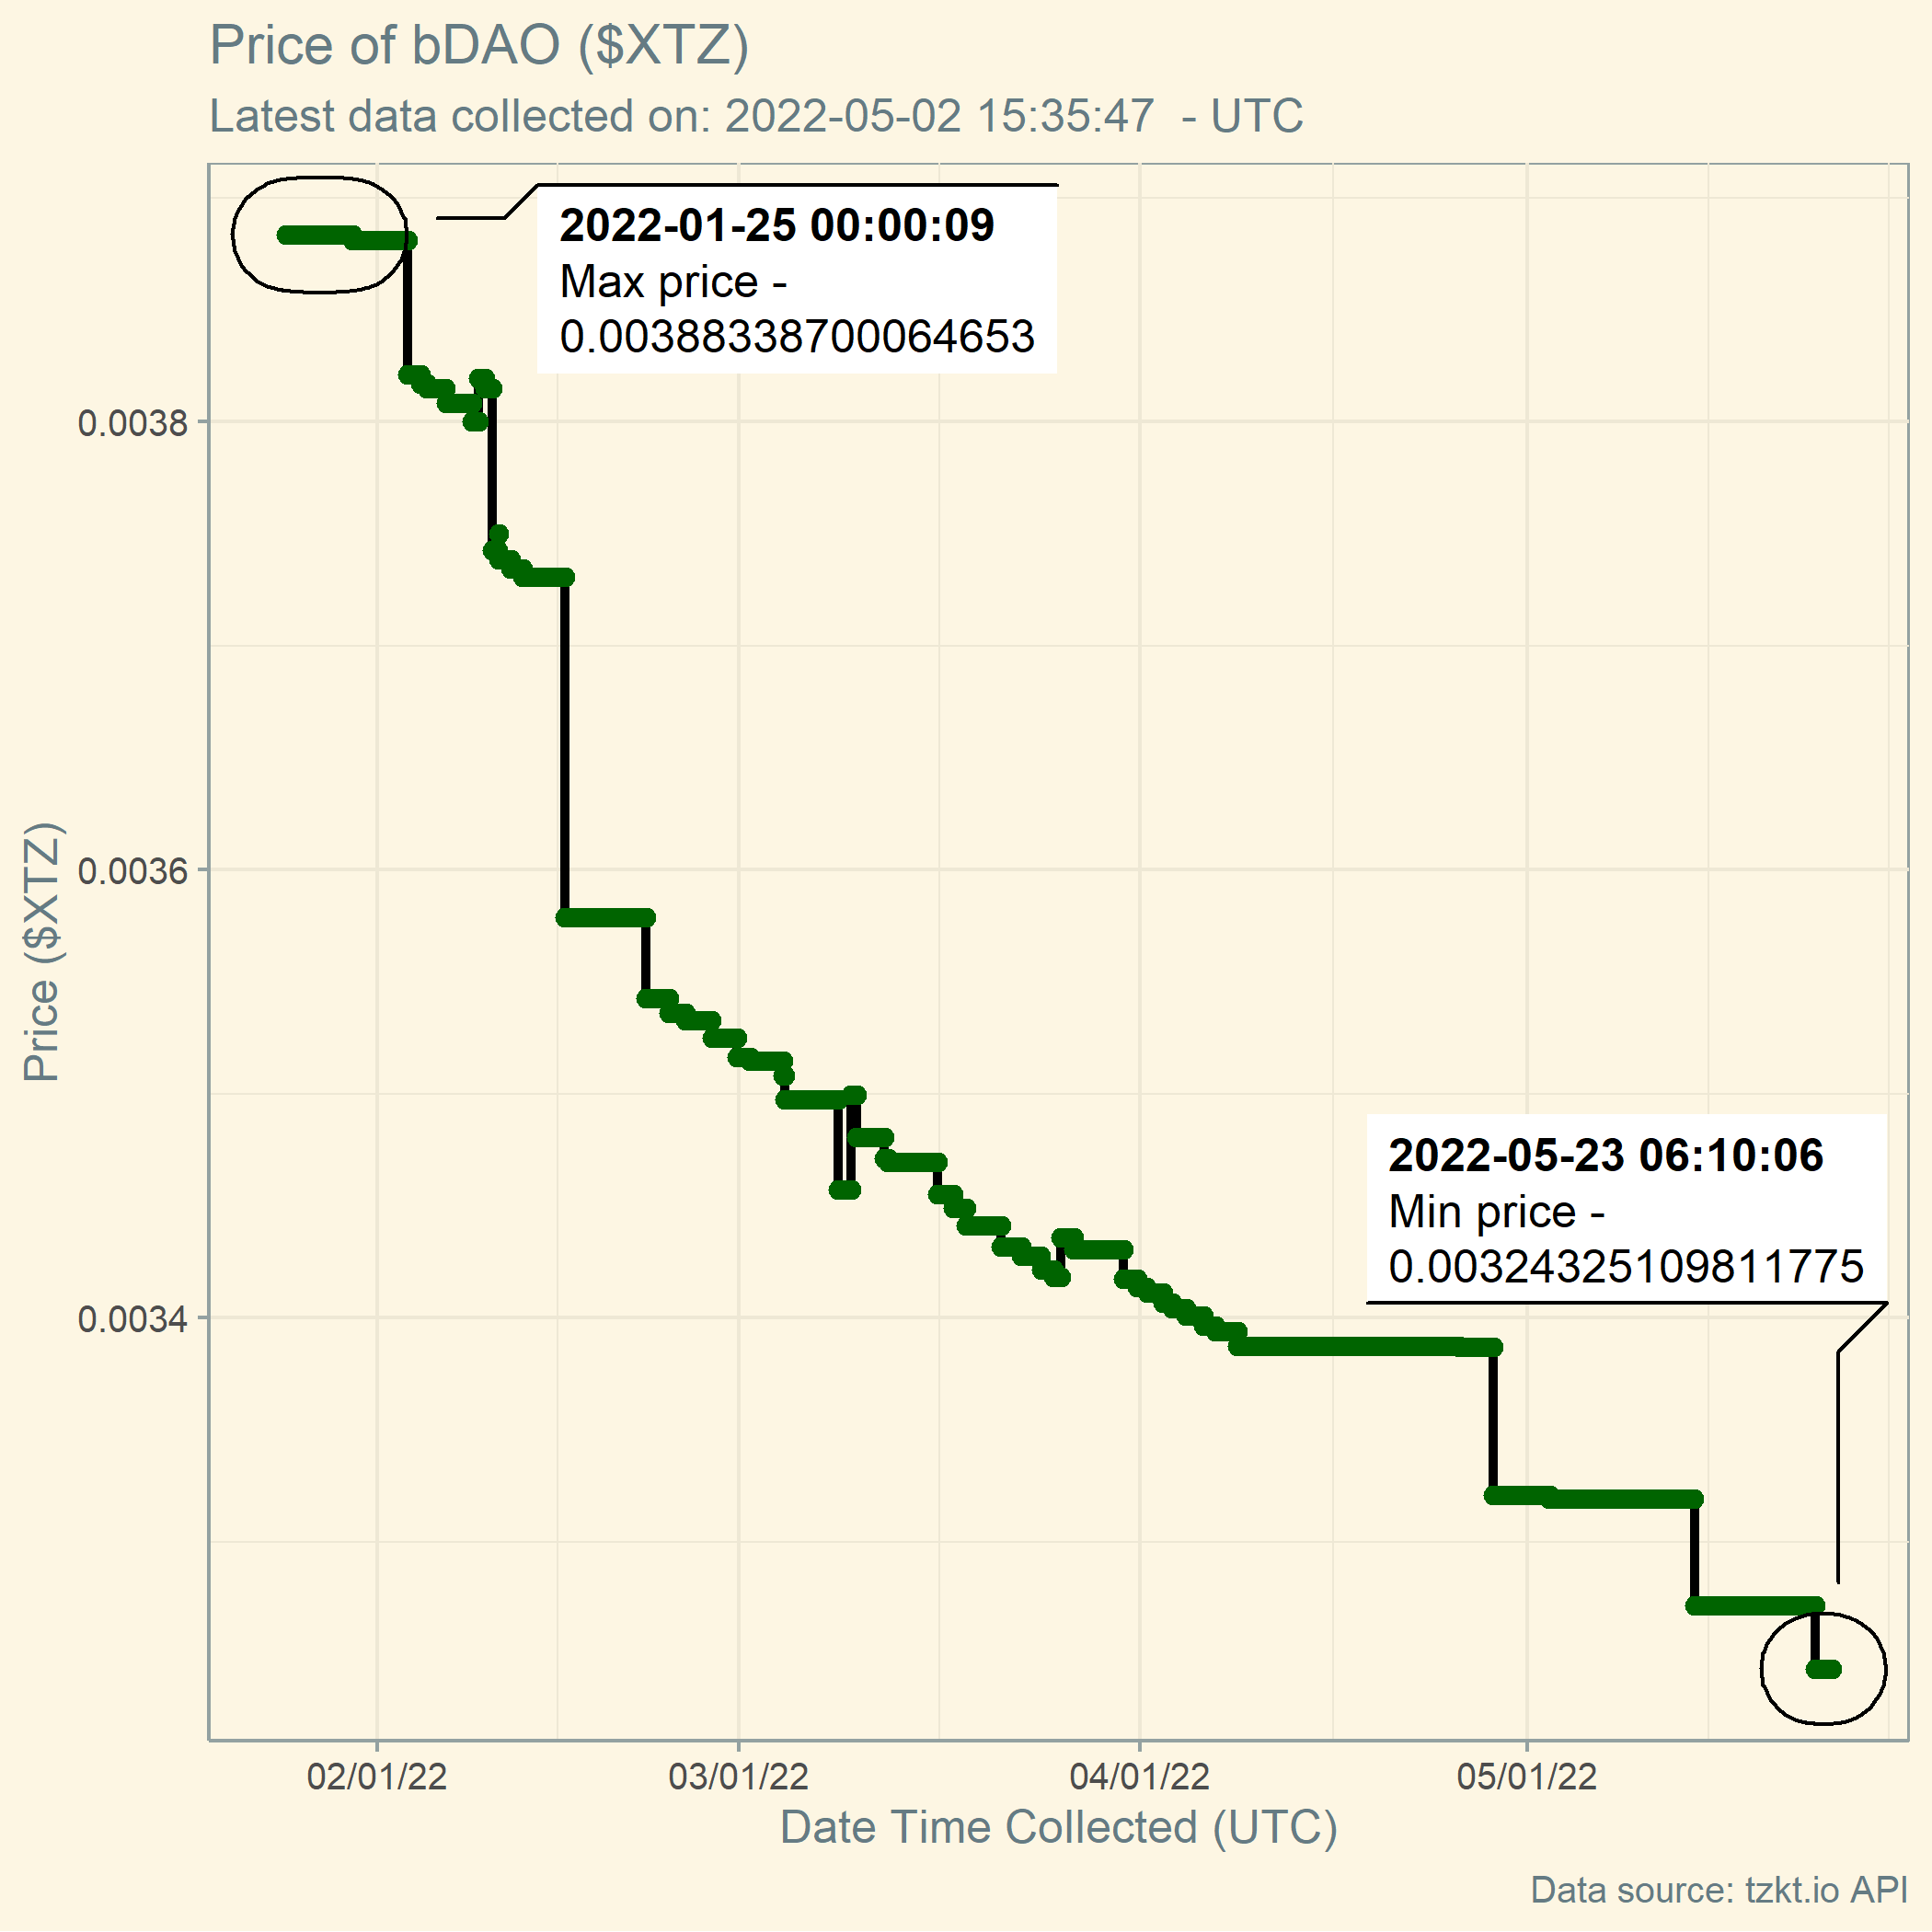 Price of bDAO ($XTZ)
Latest data collected on: 2022-05-02 15:35:47  - UTC
2022-01-25 00:00:09
Max price -
0.00388338700064653
0.0038
0.0036
0.0034
Price ($XTZ)
2022-05-23 06:10:06
Min price -
0.00324325109811775
02/01/22
03/01/22
04/01/22
05/01/22
Date Time Collected (UTC)
Data source: tzkt.io API